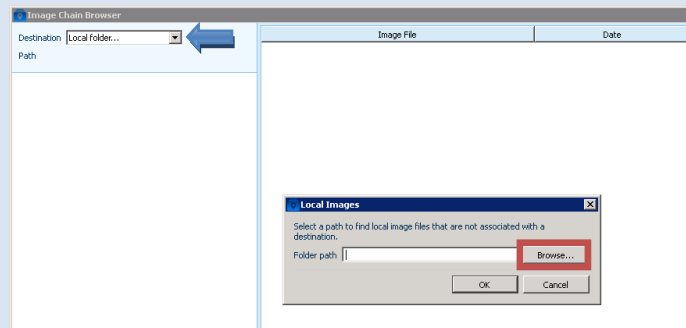 Image Chain Browser
Destination Local folder...
Path
Image File Date
Local Images
Select a path to find local image files that are not associated with a
destination.
Folder path Browse...
OK Cancel